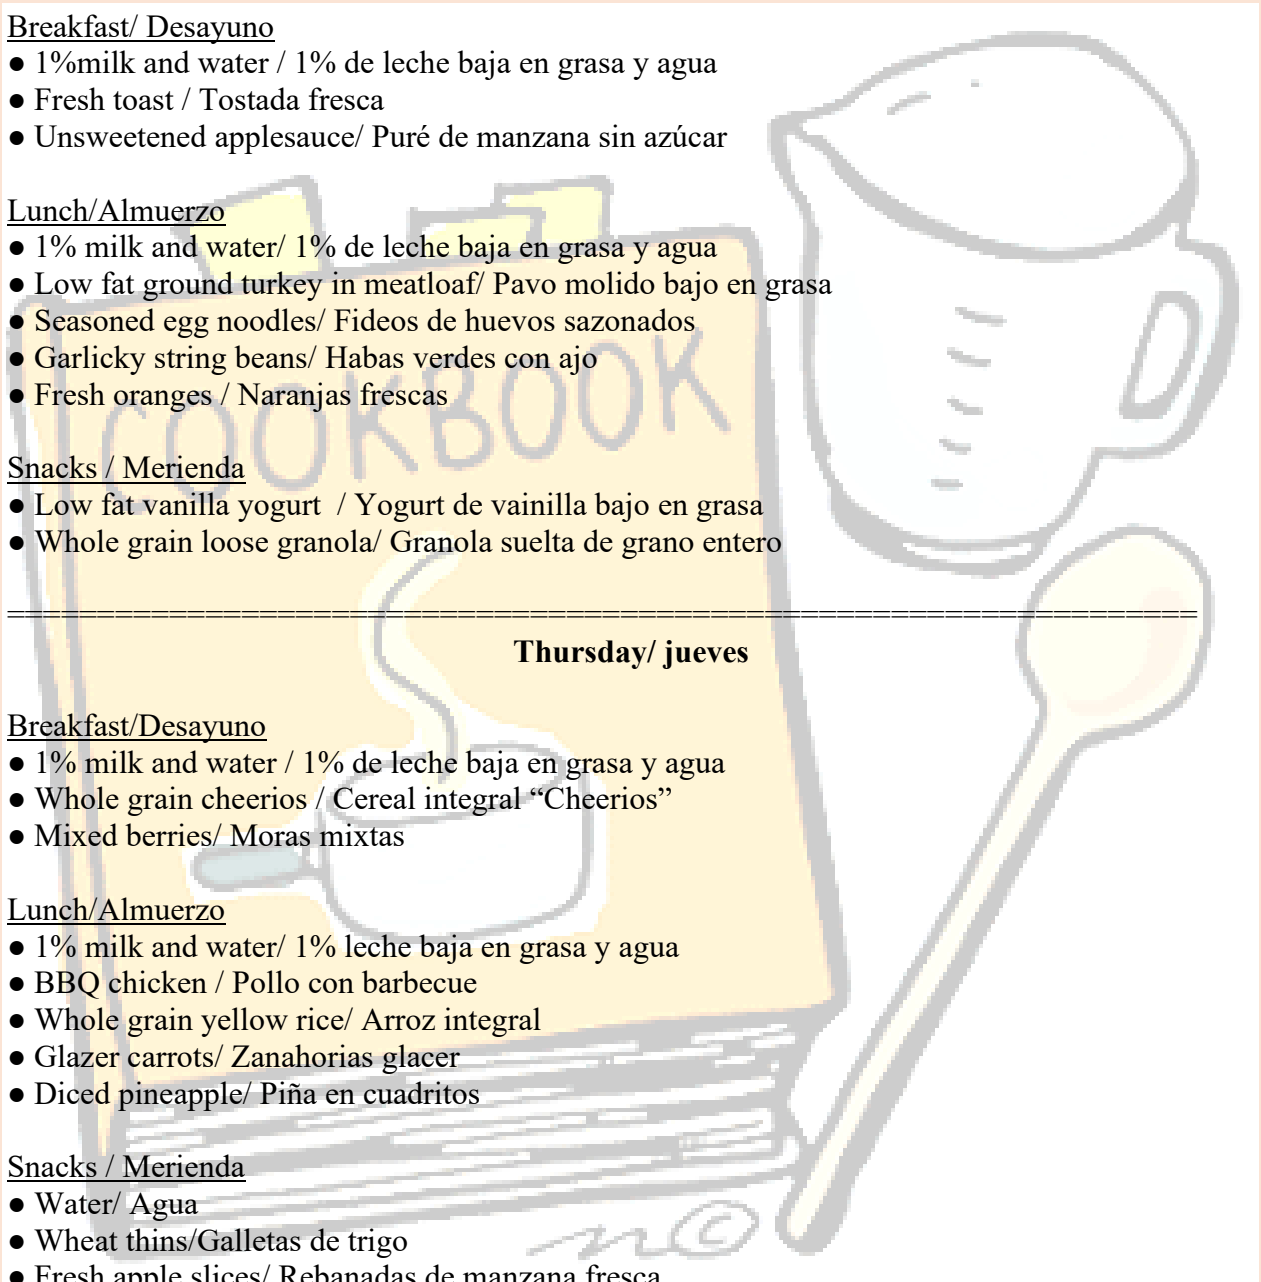 Breakfast/ Desayuno
● 1%milk and water / 1% de leche baja en grasa y agua
● Fresh toast / Tostada fresca
● Unsweetened applesauce/ Puré de manzana sin azúcar
Lunch/Almuerzo
● 1% milk and water/ 1% de leche baja en grasa y agua
● Low fat ground turkey in meatloaf/ Pavo molido bajo en grasa
● Seasoned egg noodles/ Fideos de huevos sazonados
● Garlicky string beans/ Habas verdes con ajo
● Fresh oranges / Naranjas frescas
COOKBOOK
Snacks / Merienda
● Low fat vanilla yogurt  / Yogurt de vainilla bajo en grasa
● Whole grain loose granola/ Granola suelta de grano entero
==================================================================
Thursday/ jueves
Breakfast/Desayuno
● 1% milk and water / 1% de leche baja en grasa y agua
● Whole grain cheerios / Cereal integral “Cheerios”
● Mixed berries/ Moras mixtas
Lunch/Almuerzo
● 1% milk and water/ 1% leche baja en grasa y agua
● BBQ chicken / Pollo con barbecue
● Whole grain yellow rice/ Arroz integral
● Glazer carrots/ Zanahorias glacer
● Diced pineapple/ Piña en cuadritos
Snacks / Merienda
● Water/ Agua
● Wheat thins/Galletas de trigo
● Fresh apple slices/ Rebanadas de manzana fresca